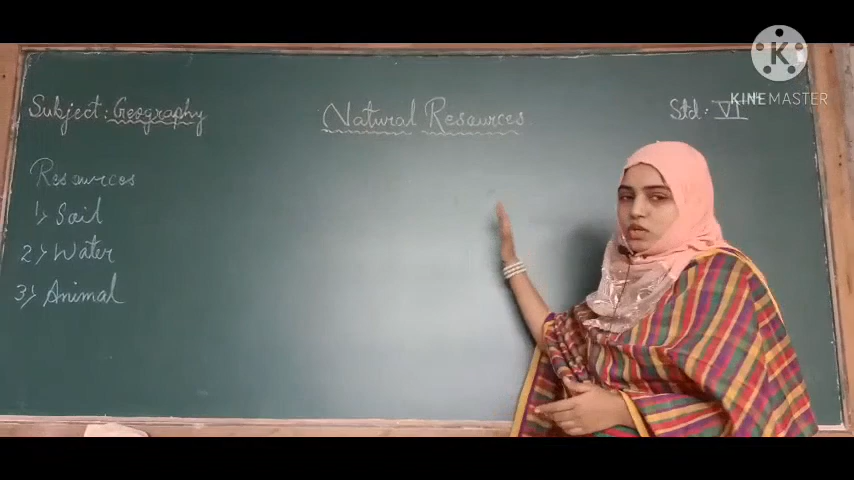 Subject: Geography
Natural Resources
Std: VI
Resources
1) Soil
2) Water
3) Animal
K
KINEMASTER